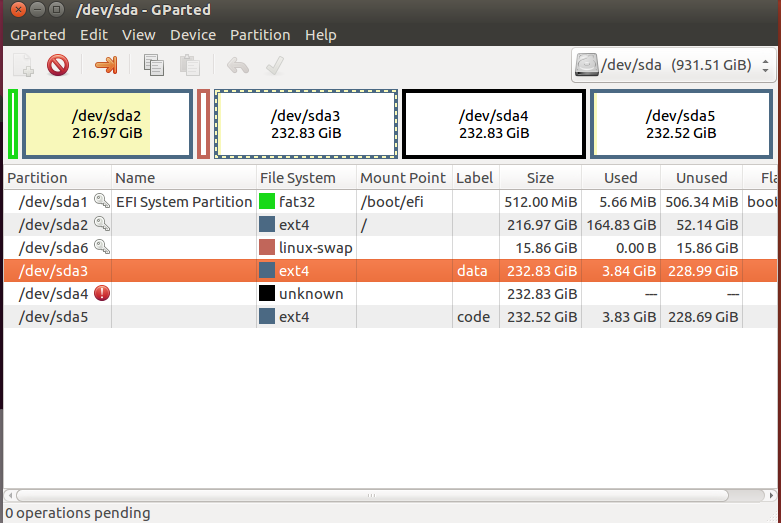 /dev/sda - GParted
GParted Edit View Device Partition Help
/dev/sda (931.51 GiB)
/dev/sda2
216.97 GiB
/dev/sda3
232.83 GiB
/dev/sda4
232.83 GiB
/dev/sda5
232.52 GiB
Partition Name File System Mount Point Label Size Used Unused Fla
/dev/sda1 EFI System Partition fat32 /boot/efi 512.00 MiB 5.66 MiB 506.34 MiB boot
/dev/sda2 ext4 / 216.97 GiB 164.83 GiB 52.14 GiB
/dev/sda6 linux-swap 15.86 GiB 0.00 B 15.86 GiB
/dev/sda3 ext4 data 232.83 GiB 3.84 GiB 228.99 GiB
/dev/sda4 unknown 232.83 GiB --- ---
/dev/sda5 ext4 code 232.52 GiB 3.83 GiB 228.69 GiB
0 operations pending